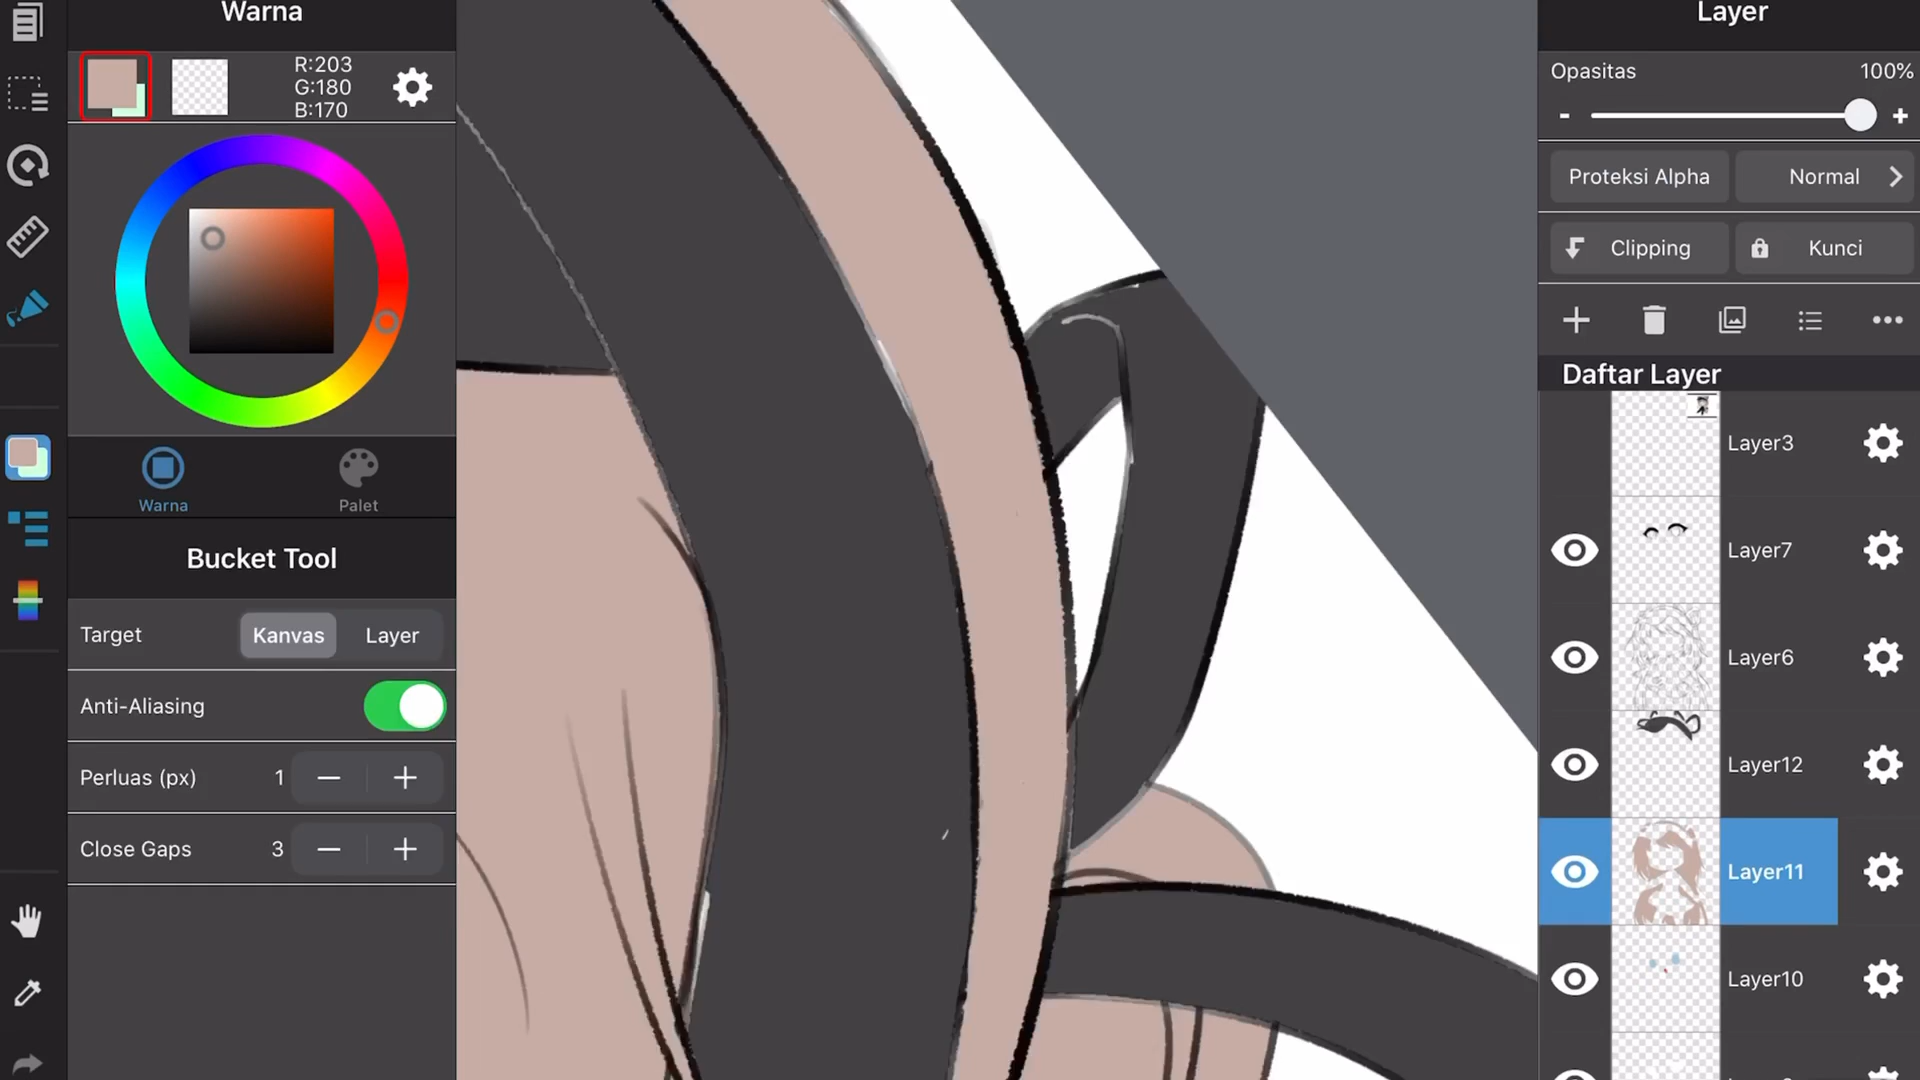 Warna
R:203
G:180
B:170
Warna
Palet
Bucket Tool
Target
Kanvas
Layer
Anti-Aliasing
Perluas (px)
1
Close Gaps
3
Layer
Opasitas
100%
Proteksi Alpha
Normal
Clipping
Kunci
Daftar Layer
Layer3
Layer7
Layer6
Layer12
Layer11
Layer10